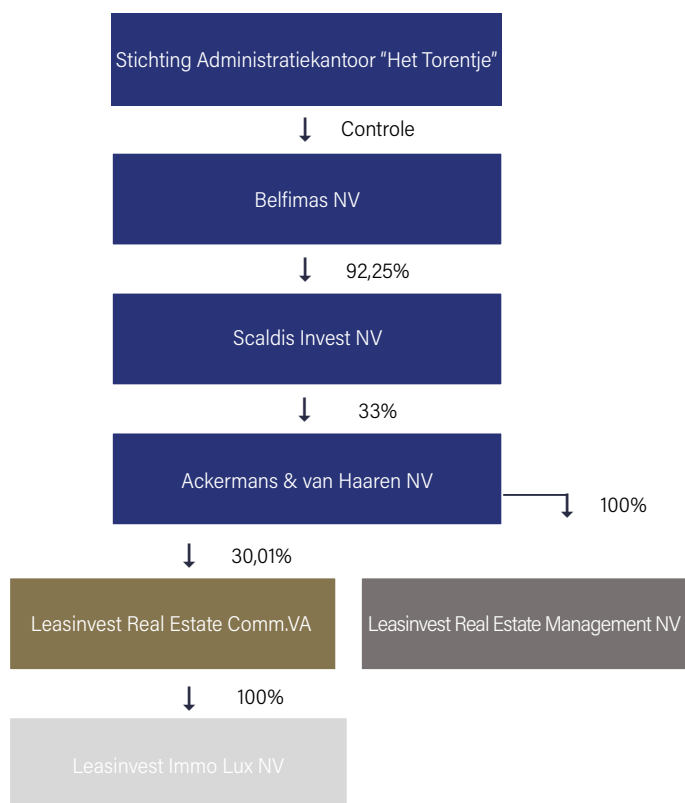 Stichting Administratiekantoor "Het Torentje"
Controle
Belfimas NV
92,25%
Scaldis Invest NV
33%
Ackermans & van Haaren NV
100%
30,01%
Leasinvest Real Estate Comm.VA
Leasinvest Real Estate Management NV
100%
Leasinvest Immo Lux NV